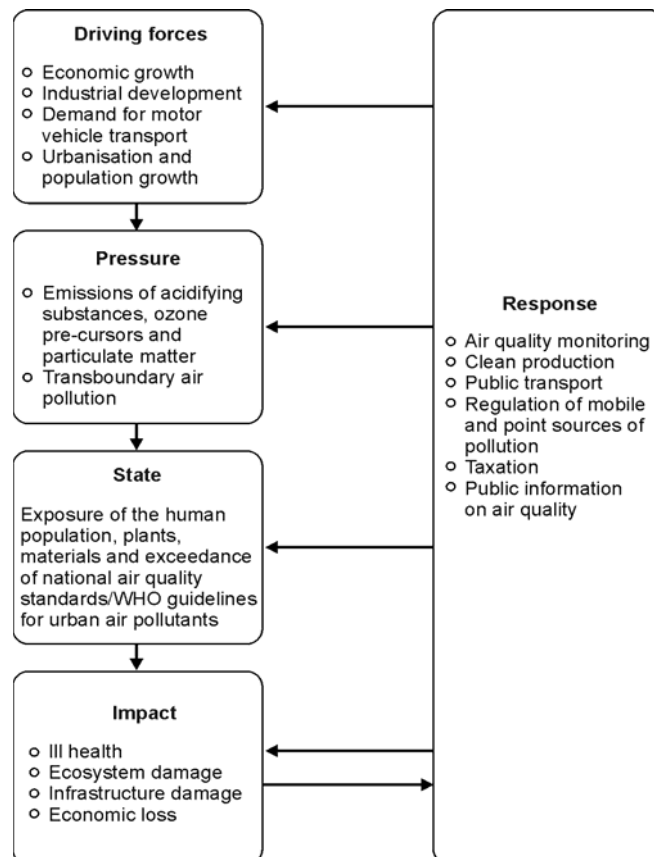 Driving forces
Economic growth
Industrial development
Demand for motor
vehicle transport
Urbanisation and
population growth
Pressure
Emissions of acidifying
substances, ozone
pre-cursors and
particulate matter
Transboundary air
pollution
State
Exposure of the human
population, plants,
materials and exceedance
of national air quality
standards/WHO guidelines
for urban air pollutants
Impact
Ill health
Ecosystem damage
Infrastructure damage
Economic loss
Response
Air quality monitoring
Clean production
Public transport
Regulation of mobile
and point sources of
pollution
Taxation
Public information
on air quality